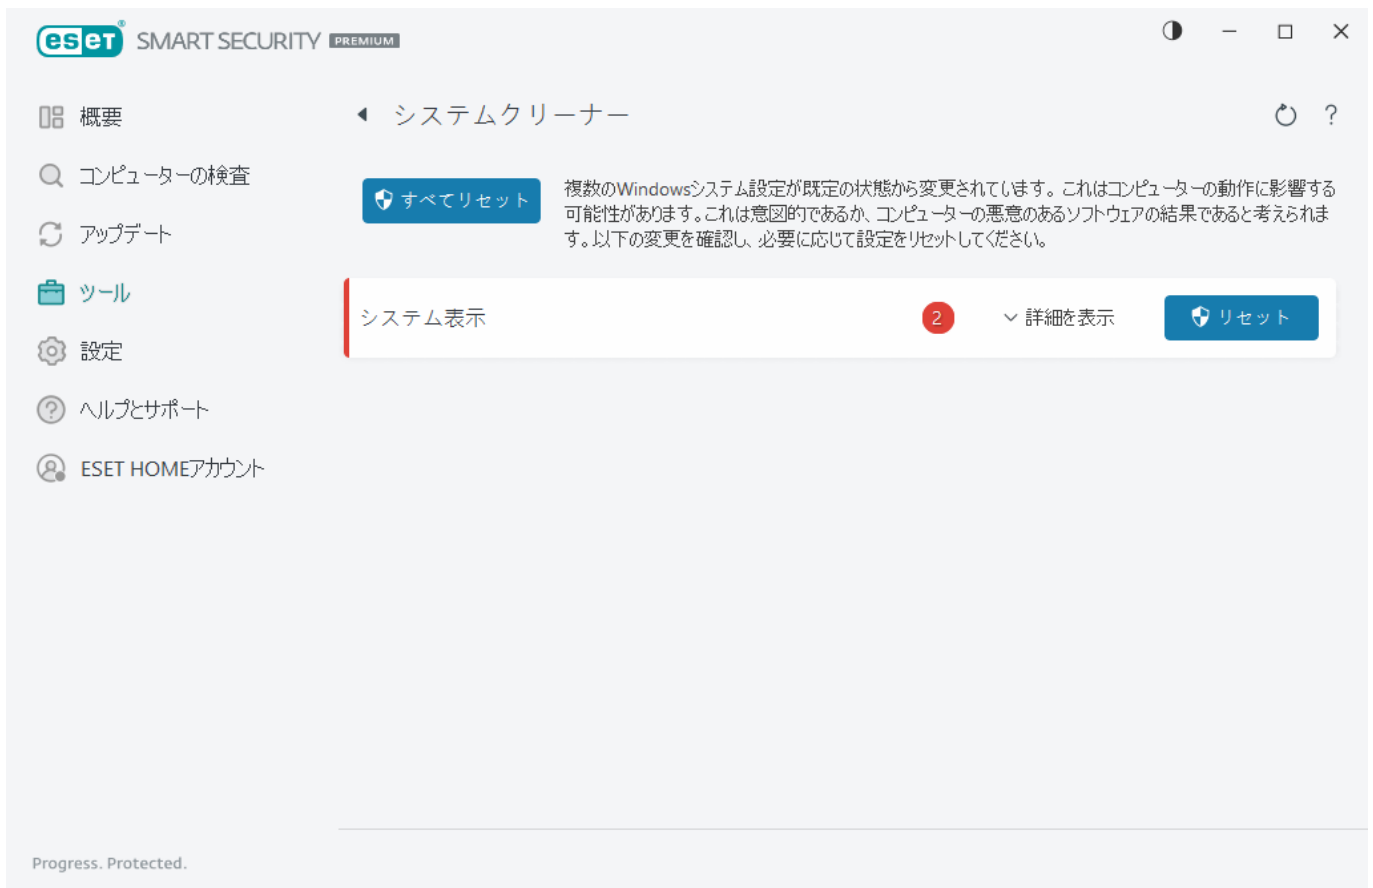 eset® SMART SECURITY PREMIUM
概要
コンピューターの検査
アップデート
ツール
設定
ヘルプとサポート
ESET HOMEアカウント
システムクリーナー
?
すべてリセット
複数のWindowsシステム設定が既定の状態から変更されています。これはコンピューターの動作に影響する
可能性があります。これは意図的であるか、コンピューターの悪意のあるソフトウェアの結果であると考えられま
す。以下の変更を確認し、必要に応じて設定をリセットしてください。
システム表示
2
詳細を表示
リセット
Progress. Protected.